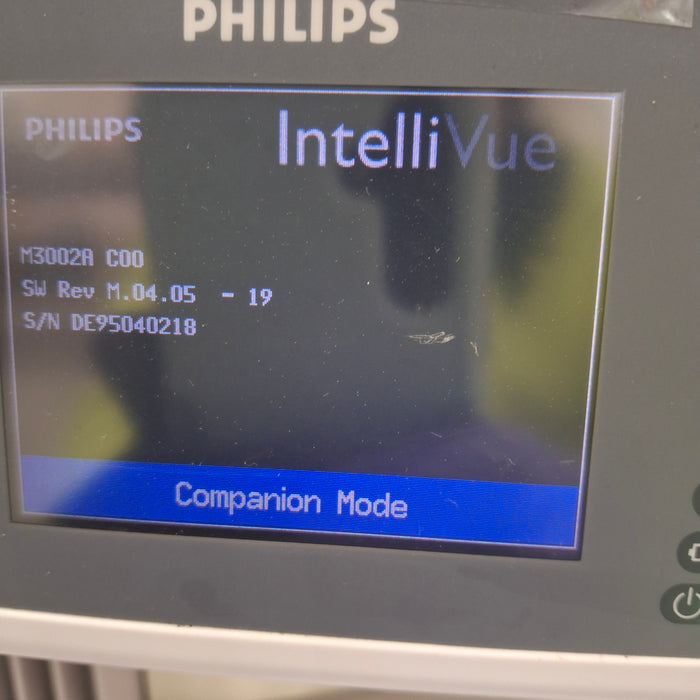 PHILIPS
PHILIPS
IntelliVue
M3002A C00
SW Rev M.04.05 - 19
S/N DE95040218
Companion Mode